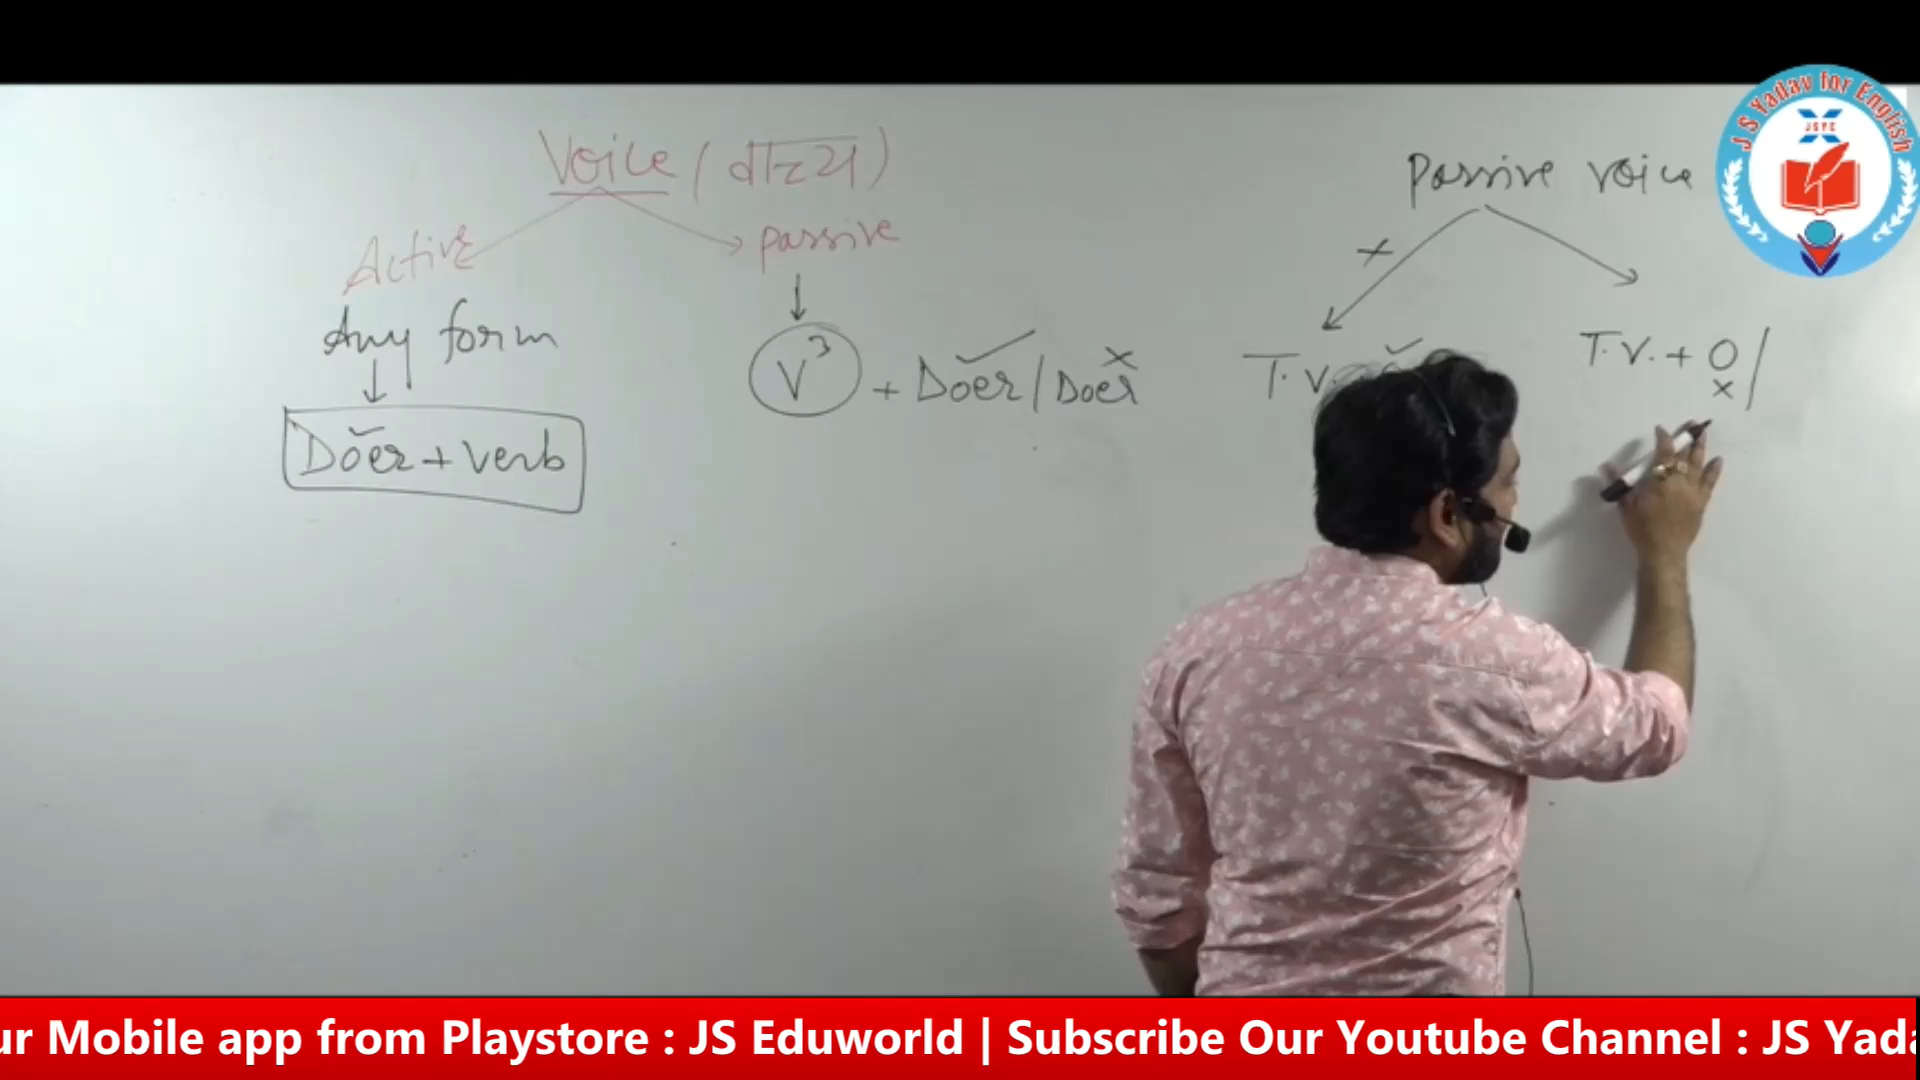 Voice (वाच्य)
Active
passive
Any form
V³ + Doer / Doer
Doer + verb
passive voice
T.V.
T.V. + O /
J S Yadav for English
JSYE
ur Mobile app from Playstore : JS Eduworld | Subscribe Our Youtube Channel : JS Yada